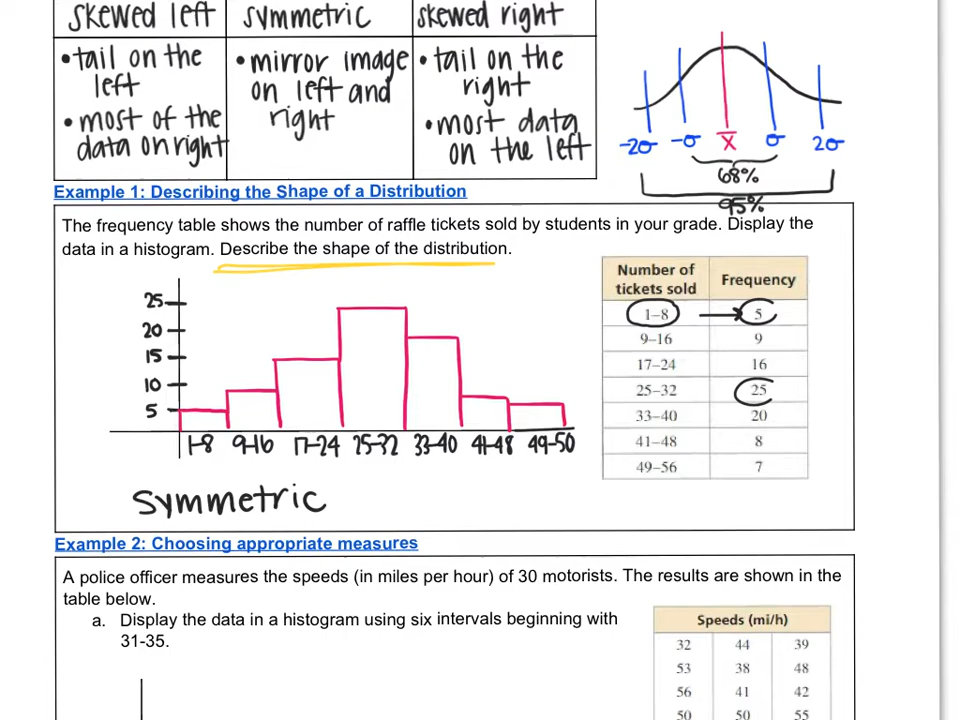 skewed left symmetric skewed right
• tail on the left
• most of the data on right
• mirror image on left and right
• tail on the right
• most data on the left
-2σ -σ x̄ σ 2σ
68%
95%
Example 1: Describing the Shape of a Distribution
The frequency table shows the number of raffle tickets sold by students in your grade. Display the
data in a histogram. Describe the shape of the distribution.
Number of tickets sold Frequency
1–8 5
9–16 9
17–24 16
25–32 25
33–40 20
41–48 8
49–56 7
25
20
15
10
5
1-8 9-16 17-24 25-32 33-40 41-48 49-50
Symmetric
Example 2: Choosing appropriate measures
A police officer measures the speeds (in miles per hour) of 30 motorists. The results are shown in the
table below.
a. Display the data in a histogram using six intervals beginning with
31-35.
Speeds (mi/h)
32 44 39
53 38 48
56 41 42
50 50 55